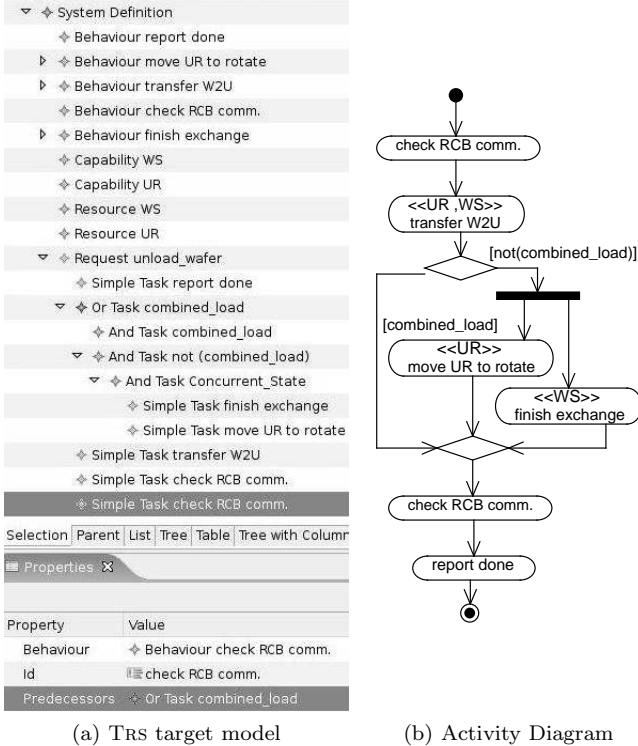 System Definition
Behaviour report done
Behaviour move UR to rotate
Behaviour transfer W2U
Behaviour check RCB comm.
Behaviour finish exchange
Capability WS
Capability UR
Resource WS
Resource UR
Request unload_wafer
Simple Task report done
Or Task combined_load
And Task combined_load
And Task not (combined_load)
And Task Concurrent_State
Simple Task finish exchange
Simple Task move UR to rotate
Simple Task transfer W2U
Simple Task check RCB comm.
Simple Task check RCB comm.
Selection Parent List Tree Table Tree with Column
Properties
Property Value
Behaviour Behaviour check RCB comm.
Id check RCB comm.
Predecessors Or Task combined_load
(a) TRS target model
check RCB comm.
<<UR ,WS>>
transfer W2U
[not(combined_load)]
[combined_load]
<<UR>>
move UR to rotate
<<WS>>
finish exchange
check RCB comm.
report done
(b) Activity Diagram